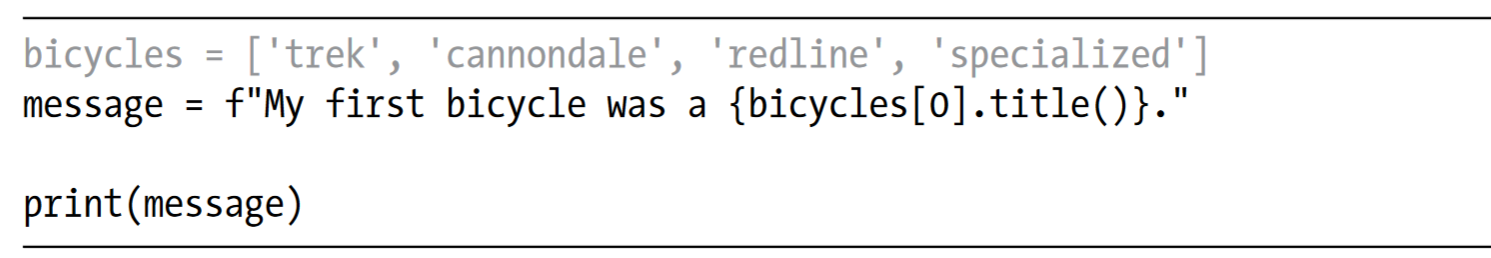 bicycles = ['trek', 'cannondale', 'redline', 'specialized']
message = f"My first bicycle was a {bicycles[0].title()}."
print(message)